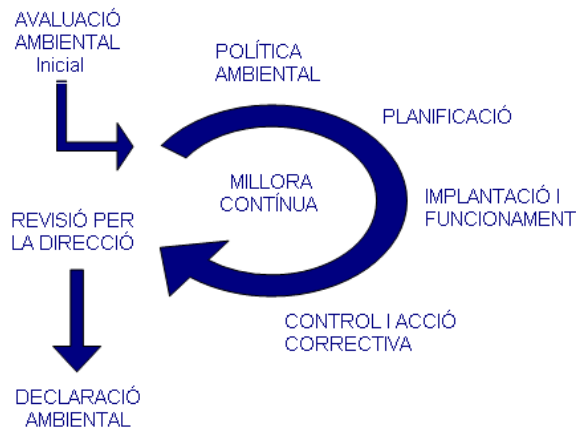 AVALUACIÓ
AMBIENTAL
Inicial
POLÍTICA
AMBIENTAL
PLANIFICACIÓ
MILLORA
CONTÍNUA
IMPLANTACIÓ I
FUNCIONAMENT
REVISIÓ PER
LA DIRECCIÓ
CONTROL I ACCIÓ
CORRECTIVA
DECLARACIÓ
AMBIENTAL